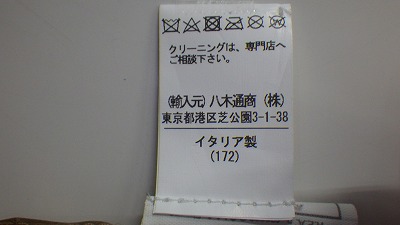 クリーニングは、専門店へ
ご相談下さい。
(輸入元) 八木通商 (株)
東京都港区芝公園3-1-38
イタリア製
(172)